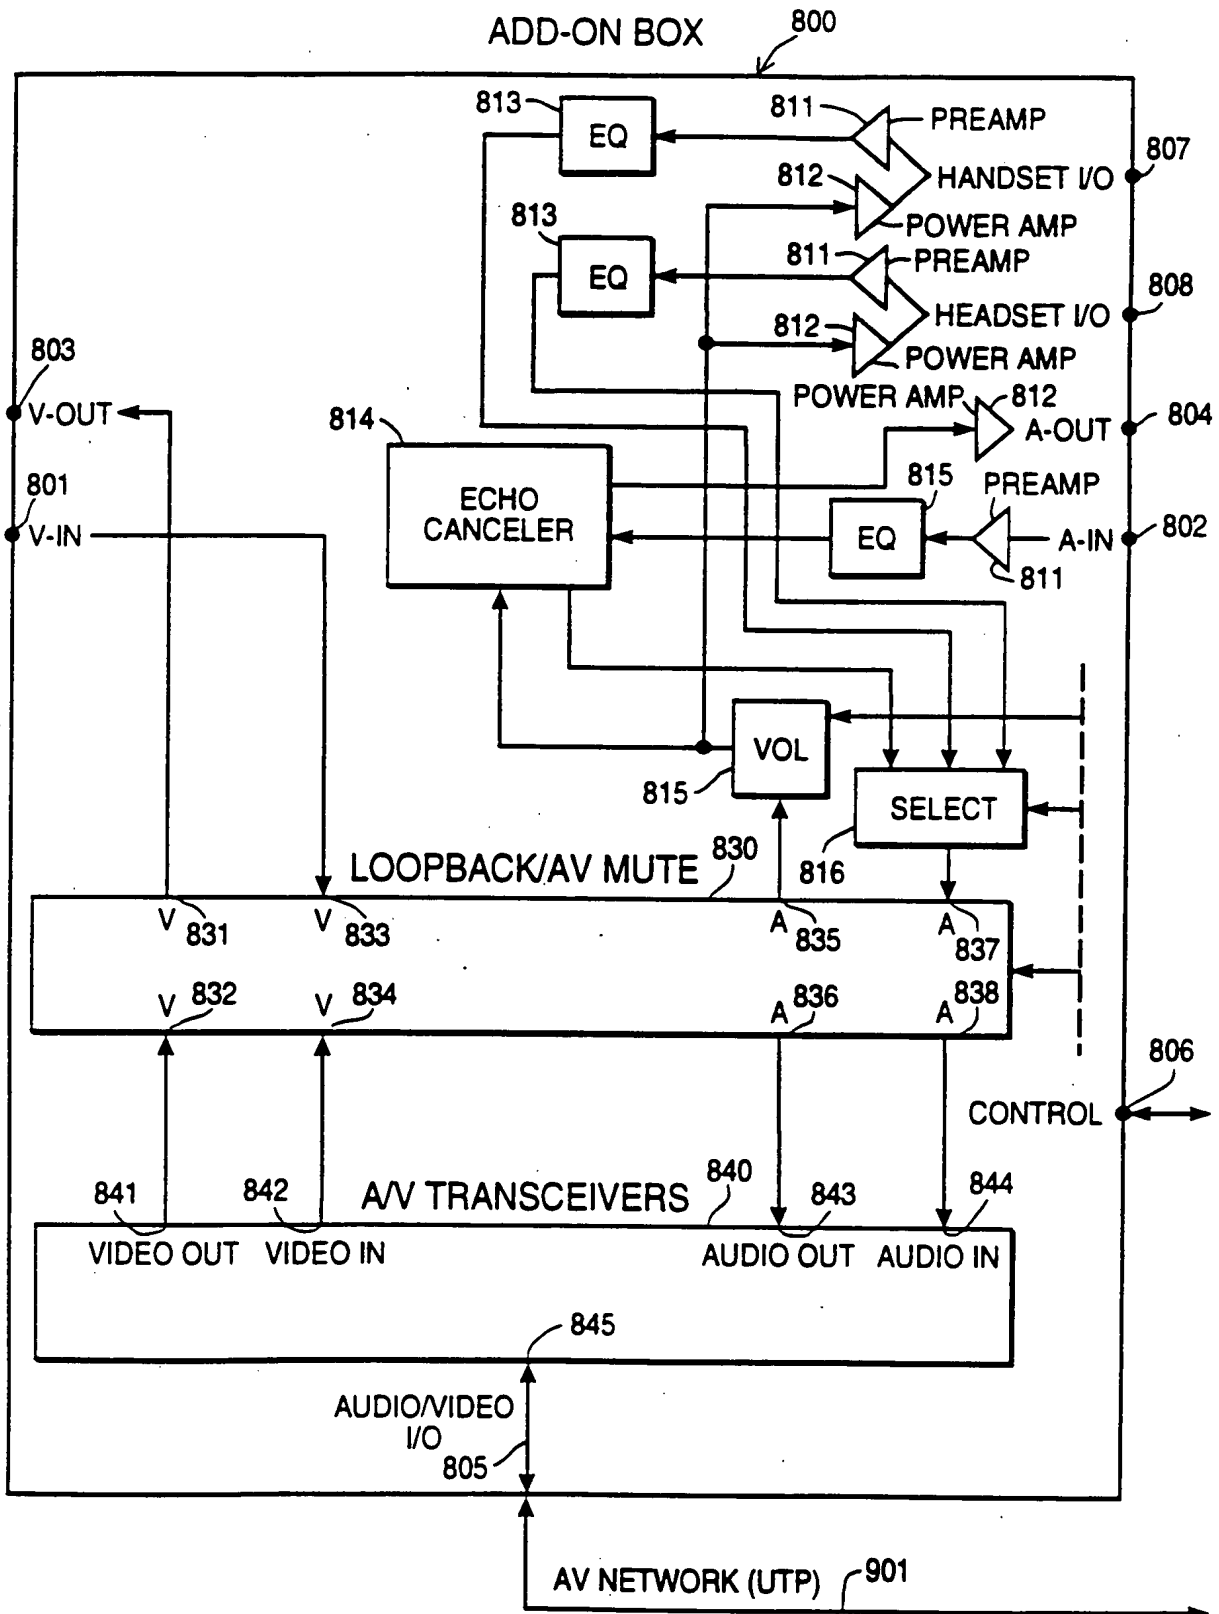 ADD-ON BOX
800
813
EQ
811
PREAMP
807
HANDSET I/O
812
POWER AMP
813
EQ
811
PREAMP
808
HEADSET I/O
812
POWER AMP
803
V-OUT
POWER AMP
812
A-OUT
804
814
ECHO
CANCELER
801
V-IN
815
EQ
PREAMP
811
A-IN
802
VOL
815
SELECT
816
LOOPBACK/AV MUTE
830
V
831
V
833
A
835
A
837
V
832
V
834
A
836
A
838
806
CONTROL
A/V TRANSCEIVERS
840
841
842
843
844
VIDEO OUT
VIDEO IN
AUDIO OUT
AUDIO IN
845
AUDIO/VIDEO
I/O
805
AV NETWORK (UTP)
901